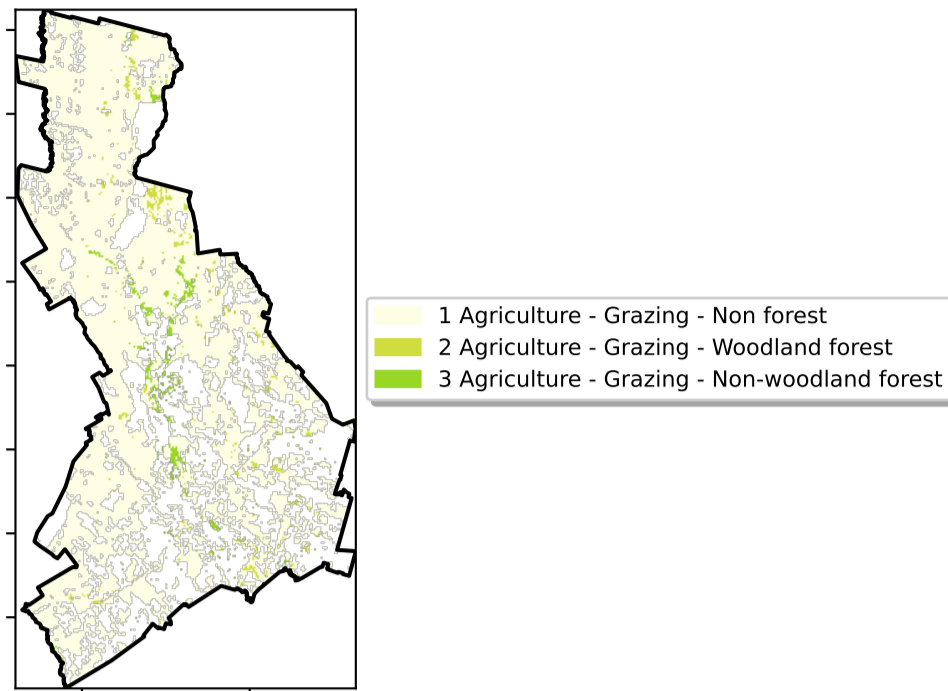 1 Agriculture - Grazing - Non forest
2 Agriculture - Grazing - Woodland forest
3 Agriculture - Grazing - Non-woodland forest